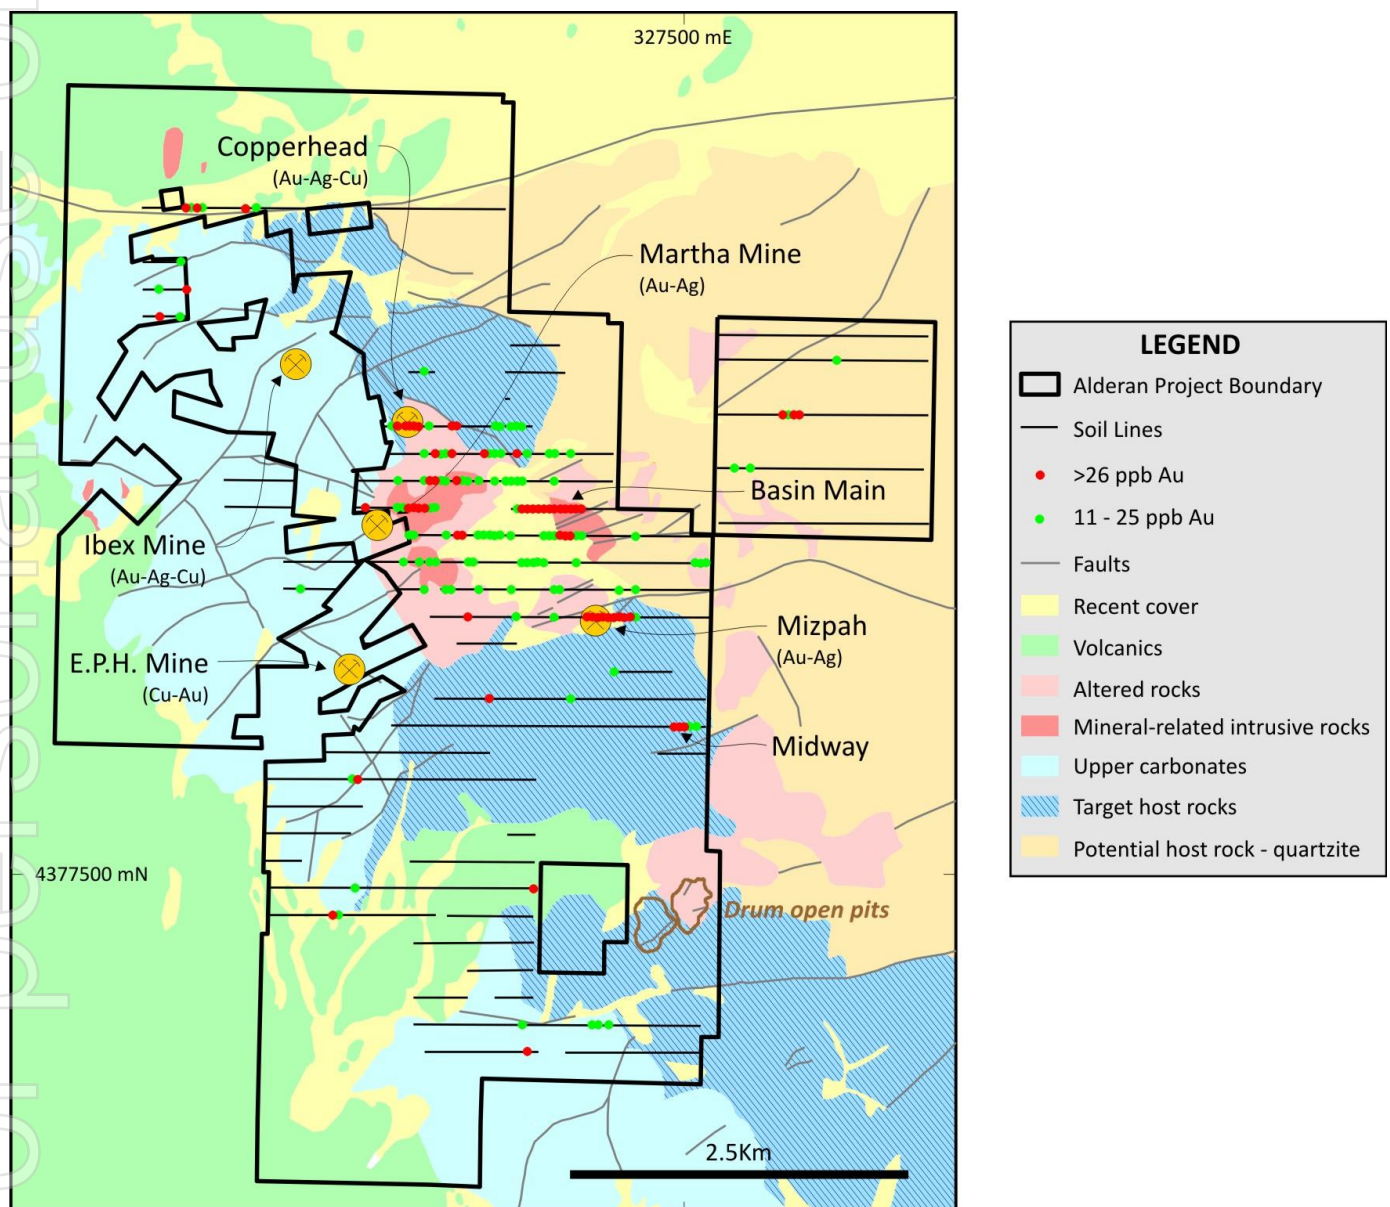 327500 mE
Copperhead
(Au-Ag-Cu)
Martha Mine
(Au-Ag)
Basin Main
Ibex Mine
(Au-Ag-Cu)
Mizpah
(Au-Ag)
E.P.H. Mine
(Cu-Au)
Midway
4377500 mN
Drum open pits
2.5Km
LEGEND
Alderan Project Boundary
Soil Lines
>26 ppb Au
11 - 25 ppb Au
Faults
Recent cover
Volcanics
Altered rocks
Mineral-related intrusive rocks
Upper carbonates
Target host rocks
Potential host rock - quartzite